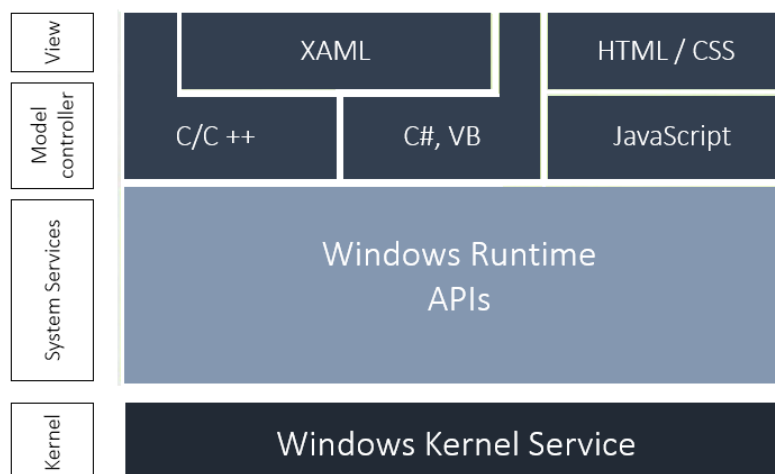 View
XAML
HTML / CSS
Model
controller
C/C ++
C#, VB
JavaScript
System Services
Windows Runtime
APIs
Kernel
Windows Kernel Service